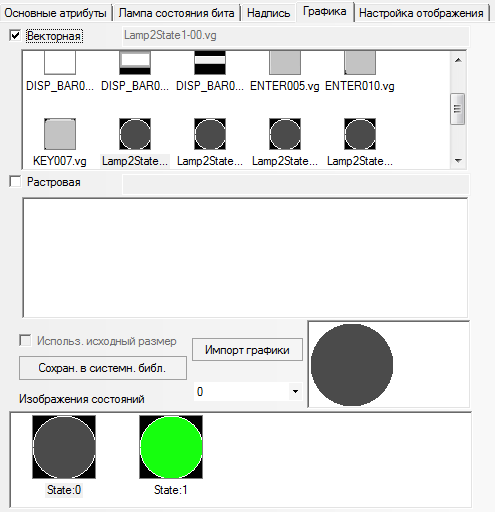 Основные атрибуты Лампа состояния бита Надпись Графика Настройка отображения
Векторная Lamp2State1-00.vg
DISP_BAR0... DISP_BAR0... DISP_BAR0... ENTER005.vg ENTER010.vg
KEY007.vg Lamp2State... Lamp2State... Lamp2State... Lamp2State...
Растровая
Использ. исходный размер
Импорт графики
Сохран. в системн. библ.
0
Изображения состояний
State:0 State:1